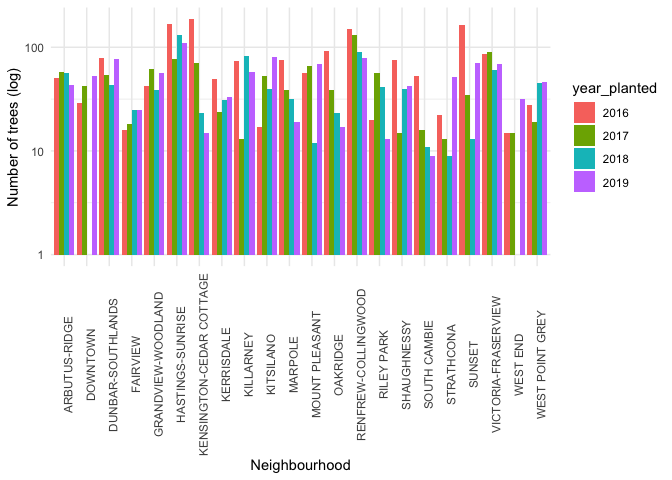 Number of trees (log)
100
10
1
ARBUTUS-RIDGE
DOWNTOWN
DUNBAR-SOUTHLANDS
FAIRVIEW
GRANDVIEW-WOODLAND
HASTINGS-SUNRISE
KENSINGTON-CEDAR COTTAGE
KERRISDALE
KILLARNEY
KITSILANO
MARPOLE
MOUNT PLEASANT
OAKRIDGE
RENFREW-COLLINGWOOD
RILEY PARK
SHAUGHNESSY
SOUTH CAMBIE
STRATHCONA
SUNSET
VICTORIA-FRASERVIEW
WEST END
WEST POINT GREY
Neighbourhood
year_planted
2016
2017
2018
2019